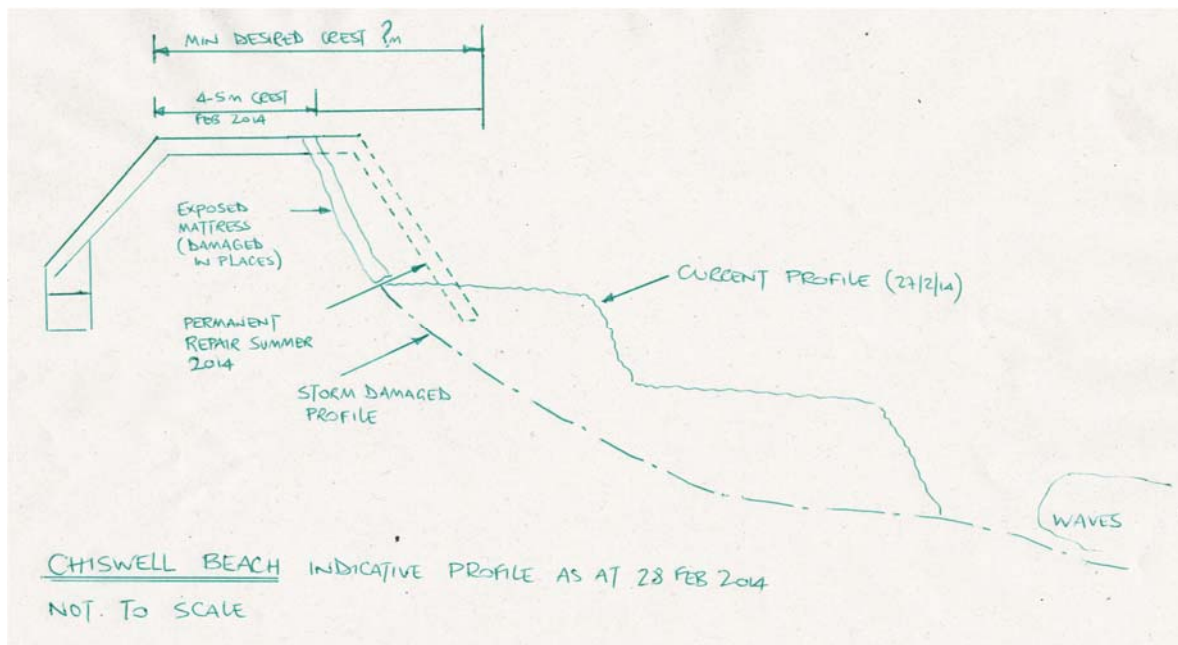 MIN DESIRED CREST ?m
4-5m CREST
FEB 2014
EXPOSED
MATTRESS
(DAMAGED
IN PLACES)
CURRENT PROFILE (27/2/14)
PERMANENT
REPAIR SUMMER
2014
STORM DAMAGED
PROFILE
WAVES
CHISWELL BEACH INDICATIVE PROFILE AS AT 28 FEB 2014
NOT. TO SCALE